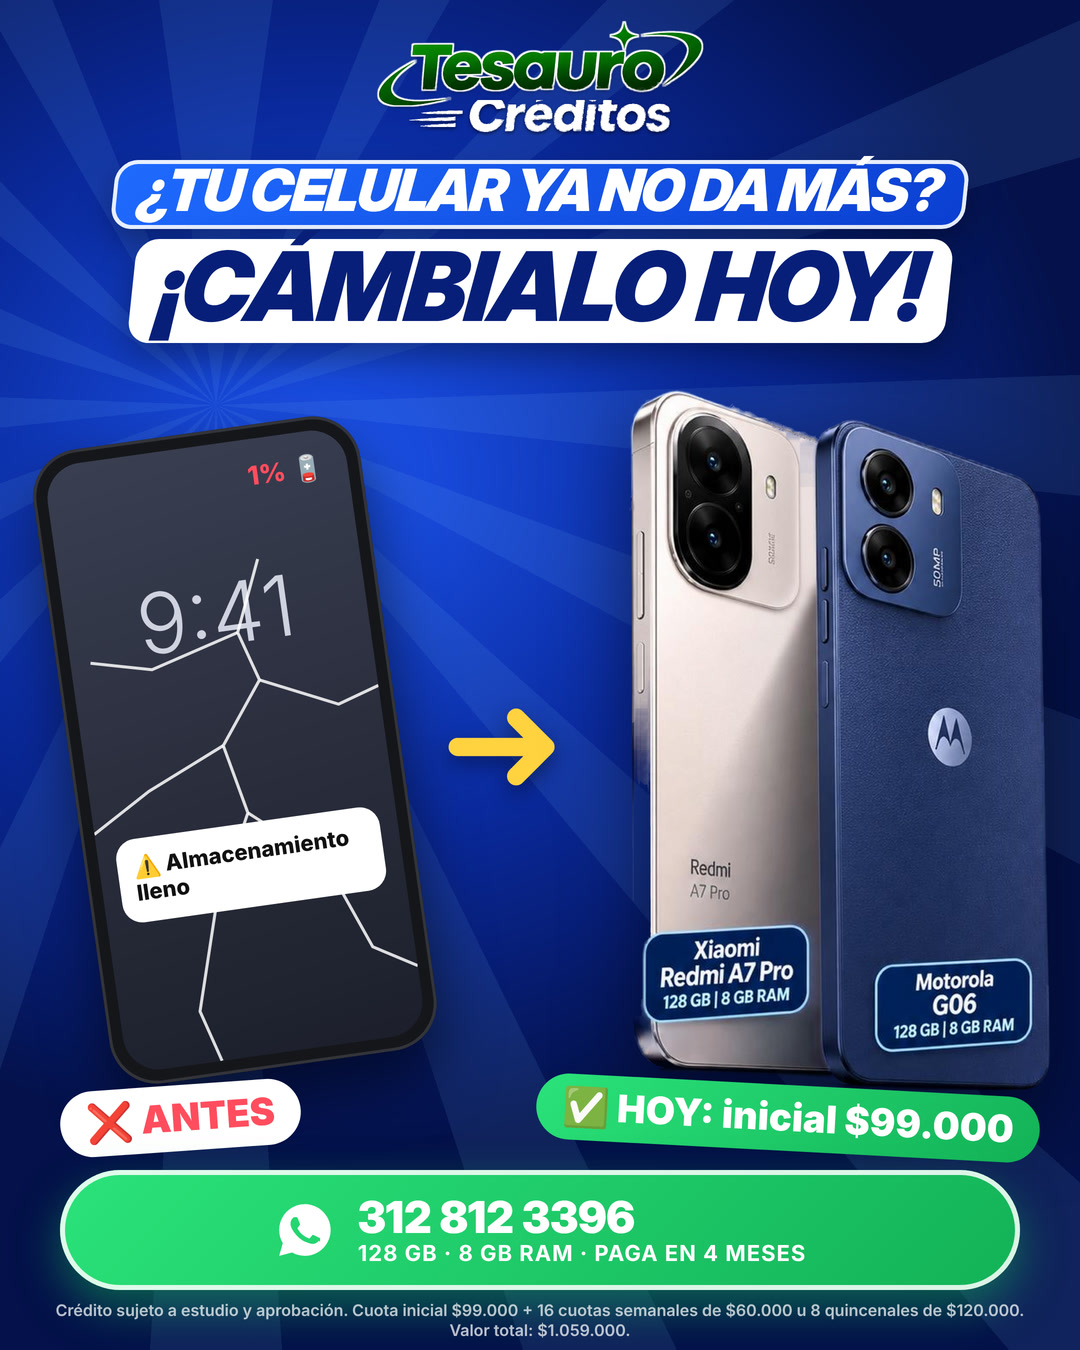 Tesauro
Créditos
¿TU CELULAR YA NO DA MÁS?
¡CÁMBIALO HOY!
1%
9:41
⚠️ Almacenamiento
lleno
50MP
Redmi
A7 Pro
Xiaomi
Redmi A7 Pro
128 GB | 8 GB RAM
Motorola
G06
128 GB | 8 GB RAM
❌ ANTES
✅ HOY: inicial $99.000
312 812 3396
128 GB · 8 GB RAM · PAGA EN 4 MESES
Crédito sujeto a estudio y aprobación. Cuota inicial $99.000 + 16 cuotas semanales de $60.000 u 8 quincenales de $120.000.
Valor total: $1.059.000.